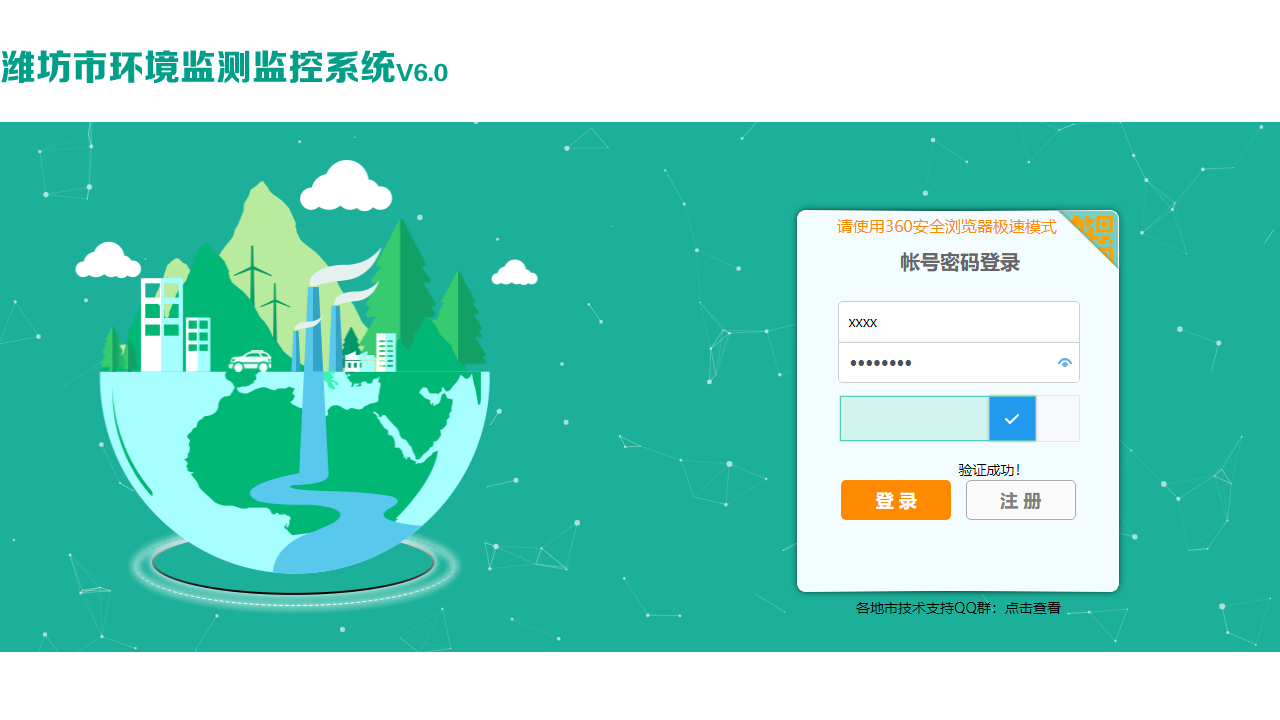 潍坊市环境监测监控系统V6.0
请使用360安全浏览器极速模式
帐号密码登录
xxxx
••••••••
验证成功！
登 录
注 册
各地市技术支持QQ群：点击查看